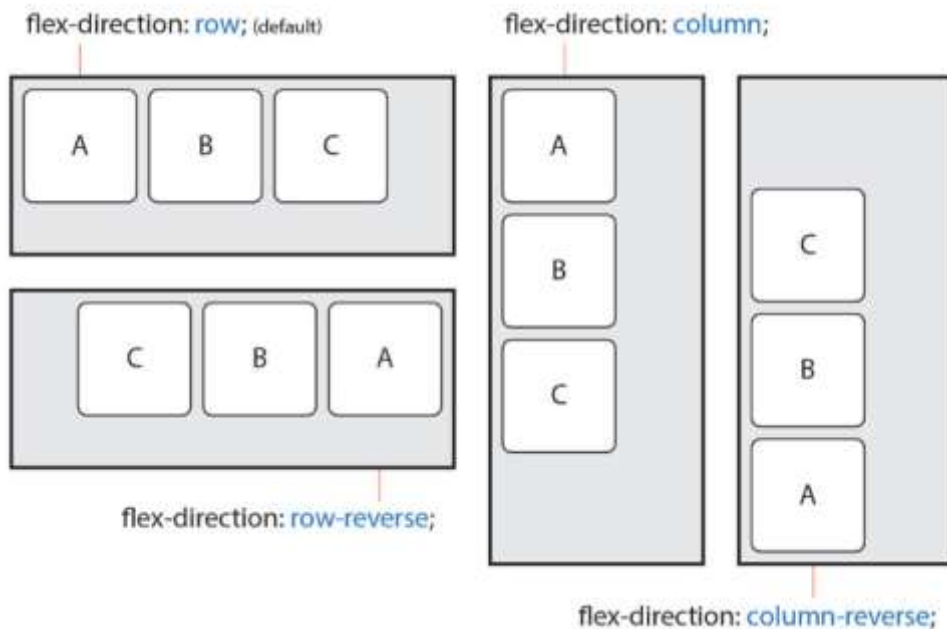 flex-direction: row; (default)
A B C
C B A
flex-direction: row-reverse;
flex-direction: column;
A
B
C
C
B
A
flex-direction: column-reverse;